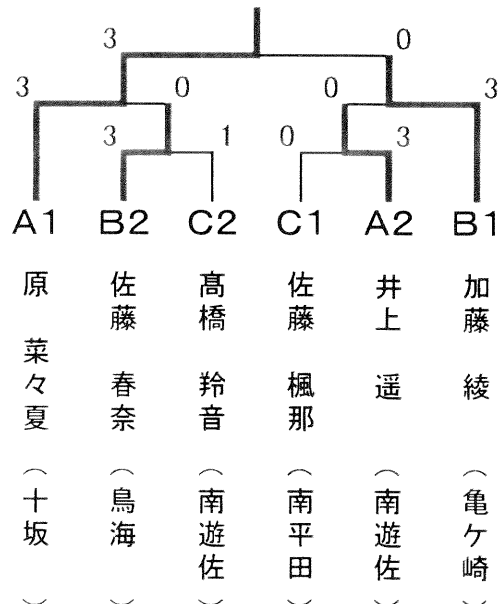 3 0
3 0 0 3
3 1 0 3
A1 B2 C2 C1 A2 B1
原 菜々夏 （十坂）
佐藤 春奈 （鳥海）
髙橋 羚音 （南遊佐）
佐藤 楓那 （南平田）
井上 遥 （南遊佐）
加藤 綾 （亀ケ崎）